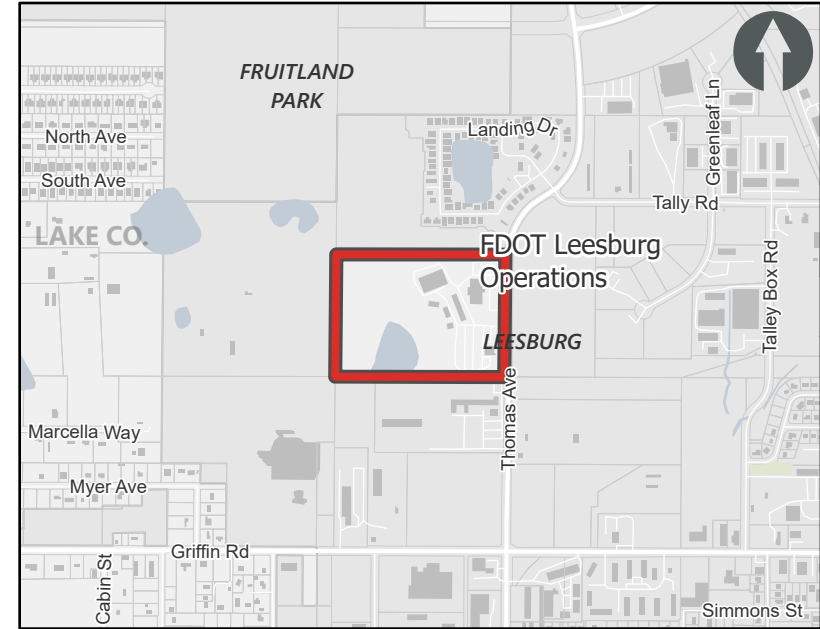 FRUITLAND
PARK
Landing Dr
Greenleaf Ln
North Ave
South Ave
Tally Rd
LAKE CO.
FDOT Leesburg
Operations
Talley Box Rd
LEESBURG
Thomas Ave
Marcella Way
Myer Ave
Griffin Rd
Cabin St
Simmons St